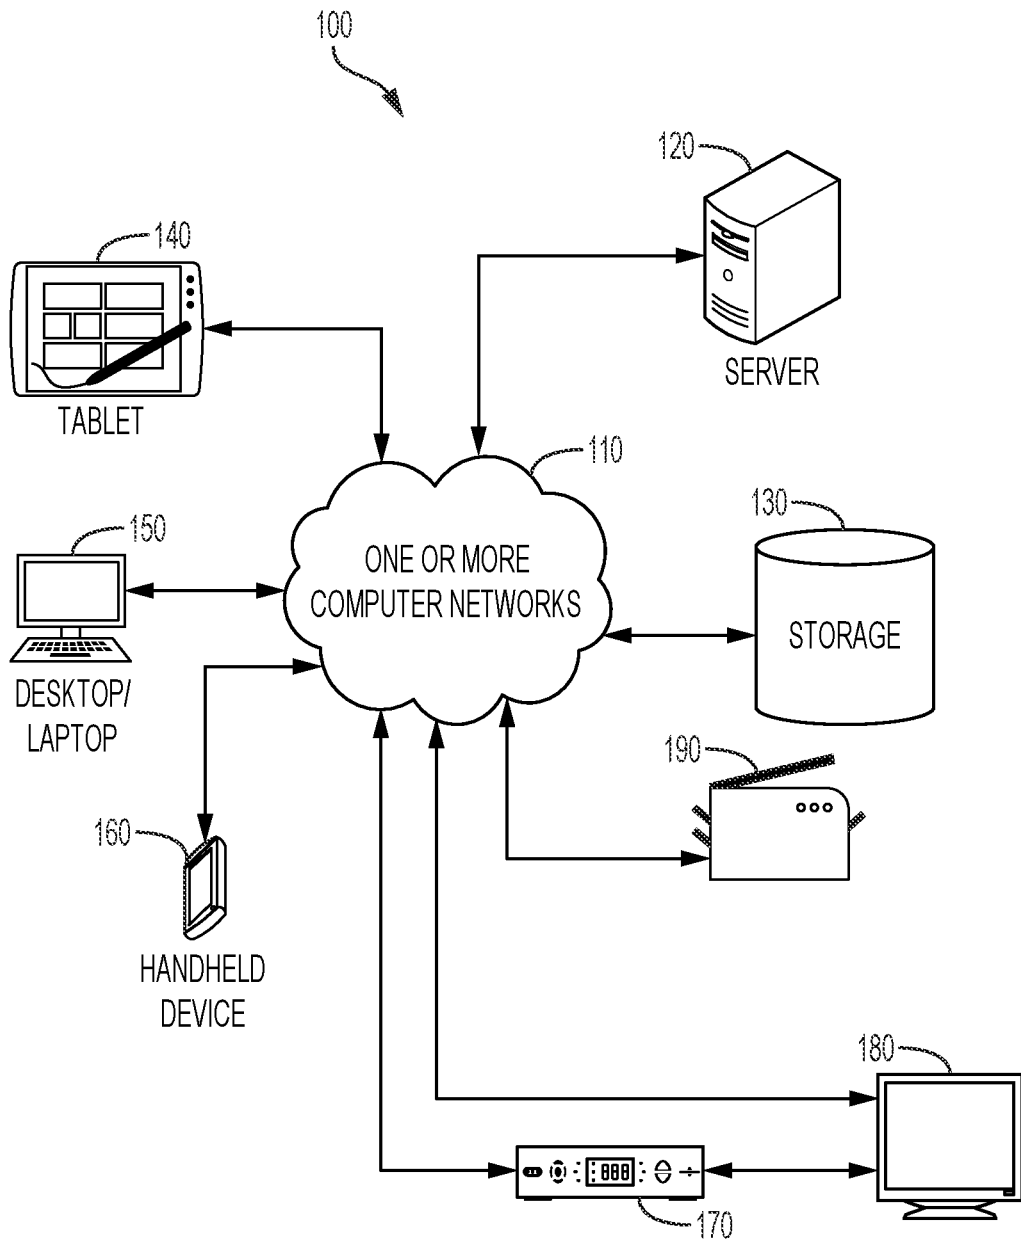 100
120
140
SERVER
TABLET
110
130
150
ONE OR MORE
COMPUTER NETWORKS
STORAGE
DESKTOP/
LAPTOP
190
160
HANDHELD
DEVICE
180
888
170